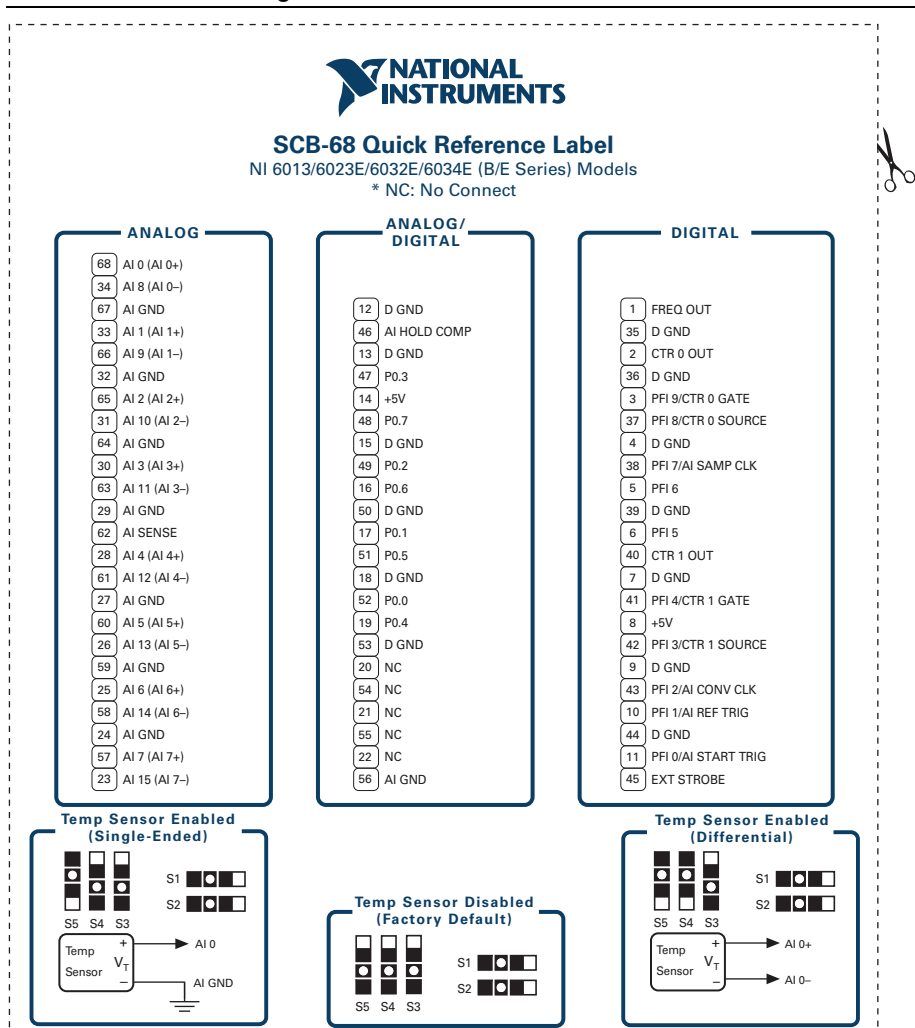 NATIONAL
INSTRUMENTS
SCB-68 Quick Reference Label
NI 6013/6023E/6032E/6034E (B/E Series) Models
* NC: No Connect
ANALOG
68 AI 0 (AI 0+)
34 AI 8 (AI 0–)
67 AI GND
33 AI 1 (AI 1+)
66 AI 9 (AI 1–)
32 AI GND
65 AI 2 (AI 2+)
31 AI 10 (AI 2–)
64 AI GND
30 AI 3 (AI 3+)
63 AI 11 (AI 3–)
29 AI GND
62 AI SENSE
28 AI 4 (AI 4+)
61 AI 12 (AI 4–)
27 AI GND
60 AI 5 (AI 5+)
26 AI 13 (AI 5–)
59 AI GND
25 AI 6 (AI 6+)
58 AI 14 (AI 6–)
24 AI GND
57 AI 7 (AI 7+)
23 AI 15 (AI 7–)
ANALOG/
DIGITAL
12 D GND
46 AI HOLD COMP
13 D GND
47 P0.3
14 +5V
48 P0.7
15 D GND
49 P0.2
16 P0.6
50 D GND
17 P0.1
51 P0.5
18 D GND
52 P0.0
19 P0.4
53 D GND
20 NC
54 NC
21 NC
55 NC
22 NC
56 AI GND
DIGITAL
1 FREQ OUT
35 D GND
2 CTR 0 OUT
36 D GND
3 PFI 9/CTR 0 GATE
37 PFI 8/CTR 0 SOURCE
4 D GND
38 PFI 7/AI SAMP CLK
5 PFI 6
39 D GND
6 PFI 5
40 CTR 1 OUT
7 D GND
41 PFI 4/CTR 1 GATE
8 +5V
42 PFI 3/CTR 1 SOURCE
9 D GND
43 PFI 2/AI CONV CLK
10 PFI 1/AI REF TRIG
44 D GND
11 PFI 0/AI START TRIG
45 EXT STROBE
Temp Sensor Enabled
(Single-Ended)
S1
S2
S5 S4 S3
Temp
Sensor
+
VT
–
AI 0
AI GND
Temp Sensor Disabled
(Factory Default)
S1
S2
S5 S4 S3
Temp Sensor Enabled
(Differential)
S1
S2
S5 S4 S3
Temp
Sensor
+
VT
–
AI 0+
AI 0–